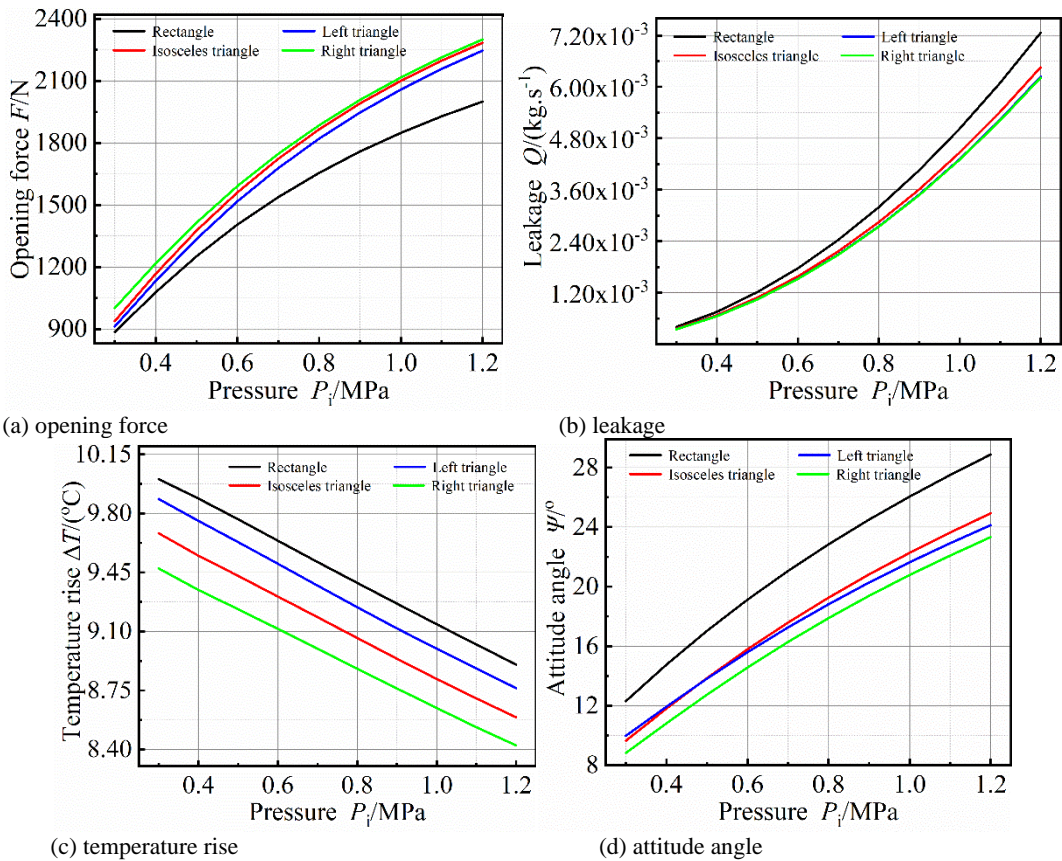 2400
2100
1800
1500
1200
900
Opening force F/N
Rectangle
Isosceles triangle
Left triangle
Right triangle
0.4 0.6 0.8 1.0 1.2
Pressure Pi/MPa
(a) opening force
7.20x10-3
6.00x10-3
4.80x10-3
3.60x10-3
2.40x10-3
1.20x10-3
Leakage Q/(kg.s-1)
Rectangle
Isosceles triangle
Left triangle
Right triangle
0.4 0.6 0.8 1.0 1.2
Pressure Pi/MPa
(b) leakage
10.15
9.80
9.45
9.10
8.75
8.40
Temperature rise ΔT/(°C)
Rectangle
Isosceles triangle
Left triangle
Right triangle
0.4 0.6 0.8 1.0 1.2
Pressure Pi/MPa
(c) temperature rise
28
24
20
16
12
8
Attitude angle Ψ/°
Rectangle
Isosceles triangle
Left triangle
Right triangle
0.4 0.6 0.8 1.0 1.2
Pressure Pi/MPa
(d) attitude angle